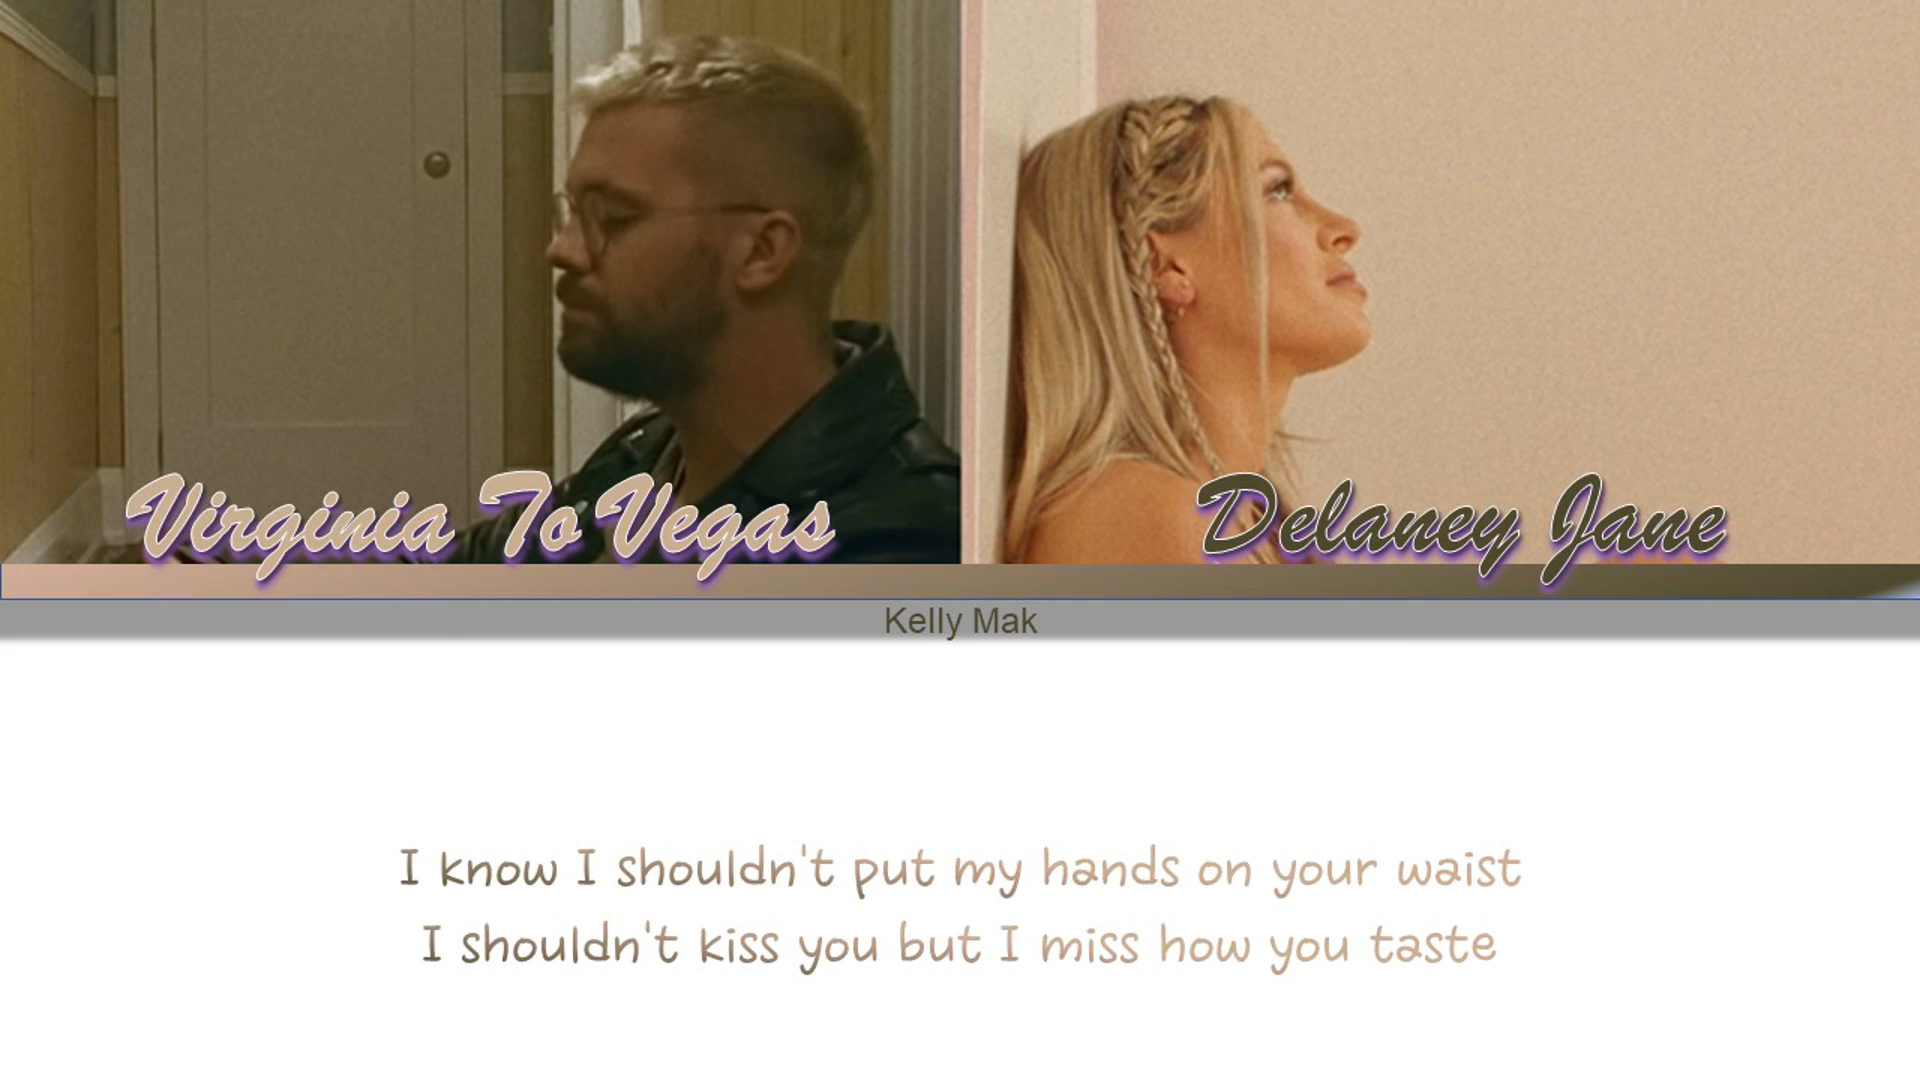 Virginia To Vegas
Delaney Jane
Kelly Mak
I know I shouldn't put my hands on your waist
I shouldn't kiss you but I miss how you taste